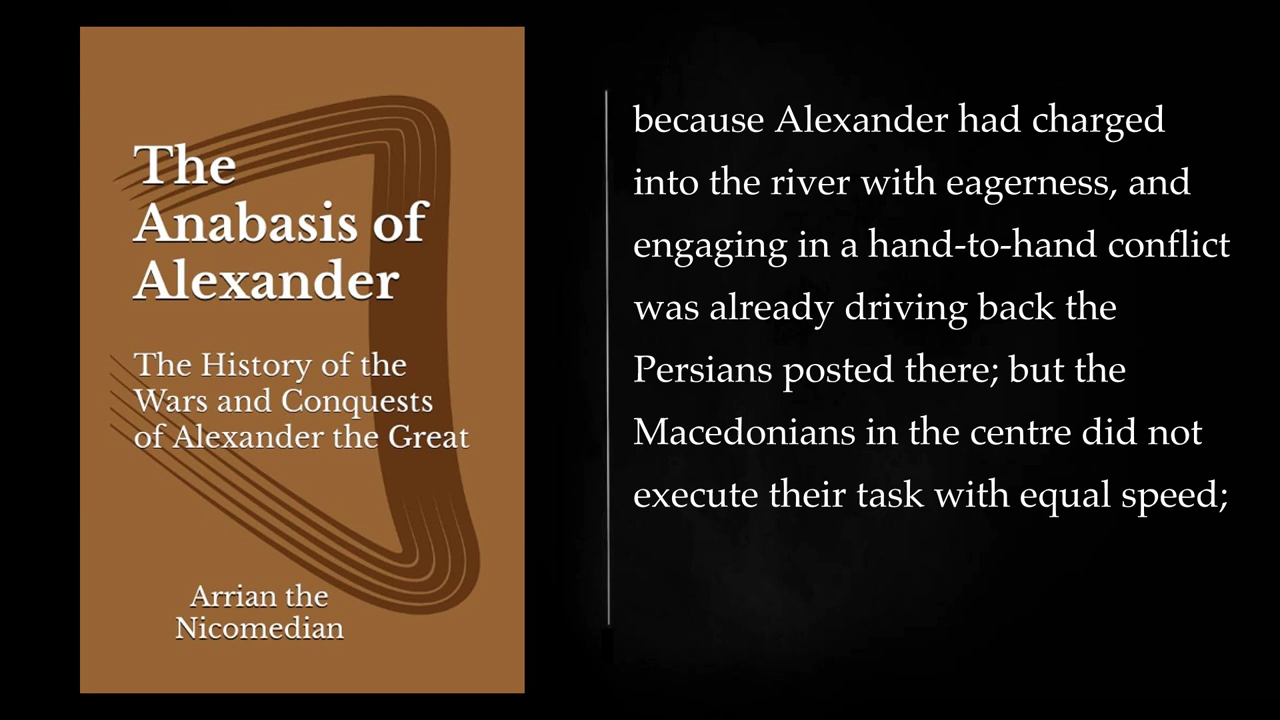 The
Anabasis of
Alexander
The History of the
Wars and Conquests
of Alexander the Great
Arrian the
Nicomedian
because Alexander had charged
into the river with eagerness, and
engaging in a hand-to-hand conflict
was already driving back the
Persians posted there; but the
Macedonians in the centre did not
execute their task with equal speed;